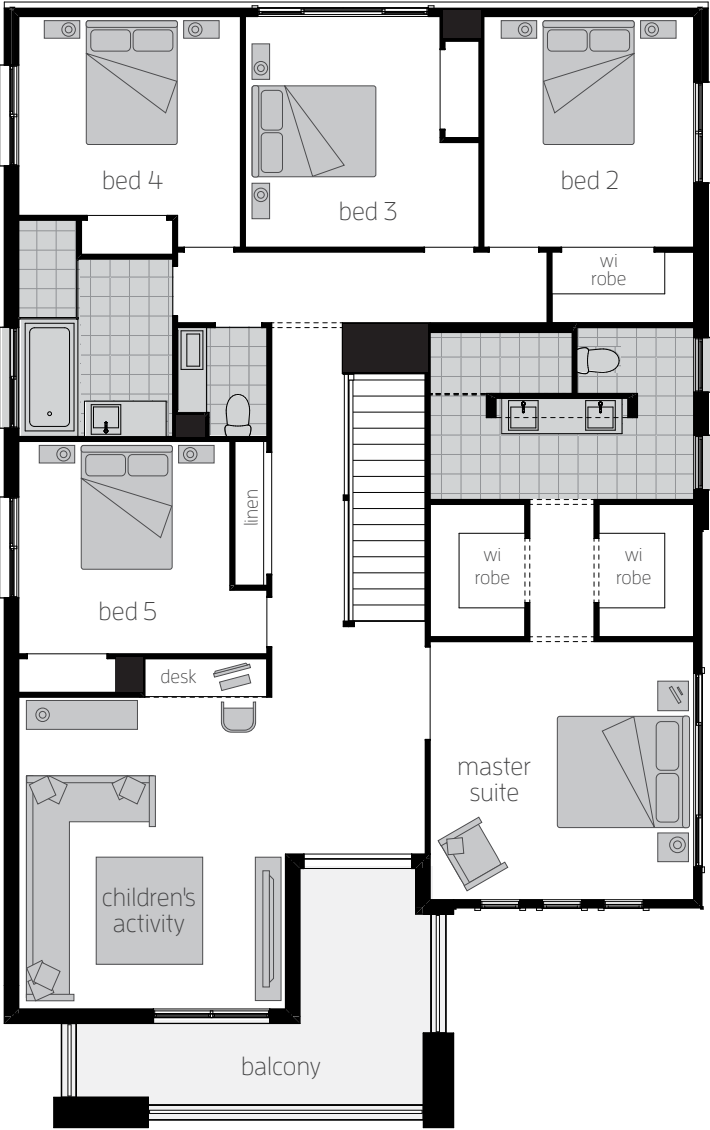 bed 4
bed 3
bed 2
wi
robe
linen
wi
robe
wi
robe
bed 5
desk
master
suite
children's
activity
balcony